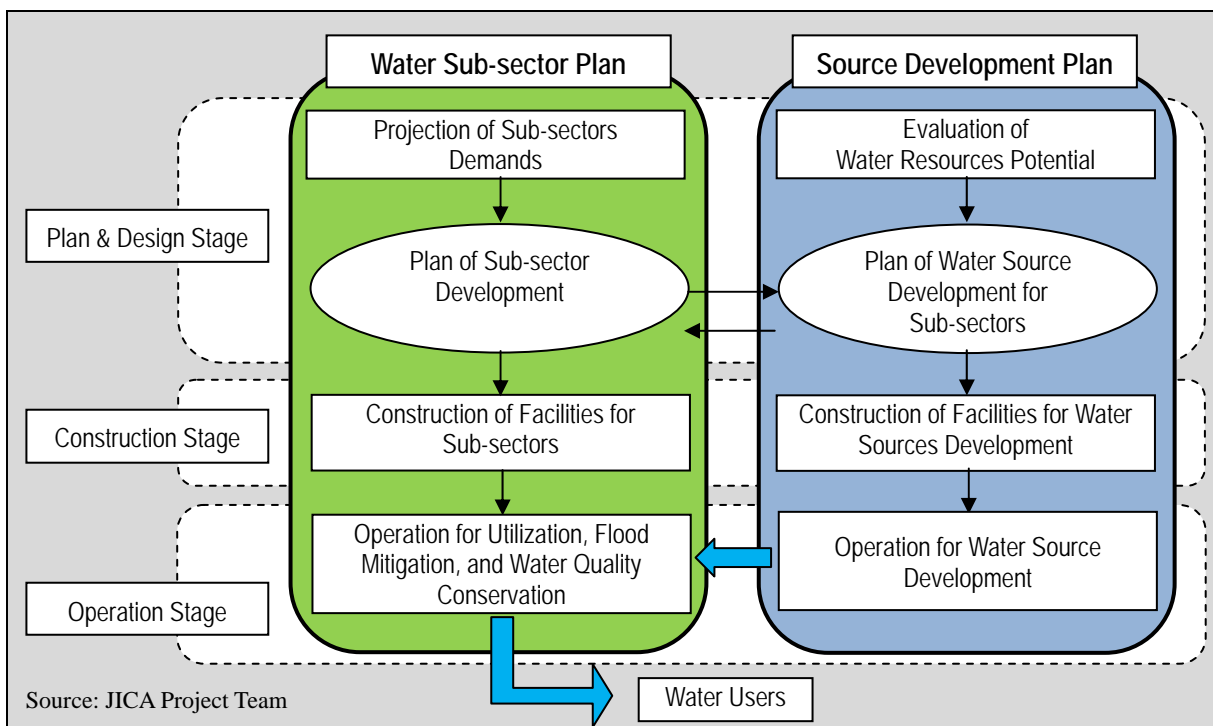 Water Sub-sector Plan
Source Development Plan
Projection of Sub-sectors
Demands
Evaluation of
Water Resources Potential
Plan & Design Stage
Plan of Sub-sector
Development
Plan of Water Source
Development for
Sub-sectors
Construction Stage
Construction of Facilities for
Sub-sectors
Construction of Facilities for Water
Sources Development
Operation Stage
Operation for Utilization, Flood
Mitigation, and Water Quality
Conservation
Operation for Water Source
Development
Source: JICA Project Team
Water Users